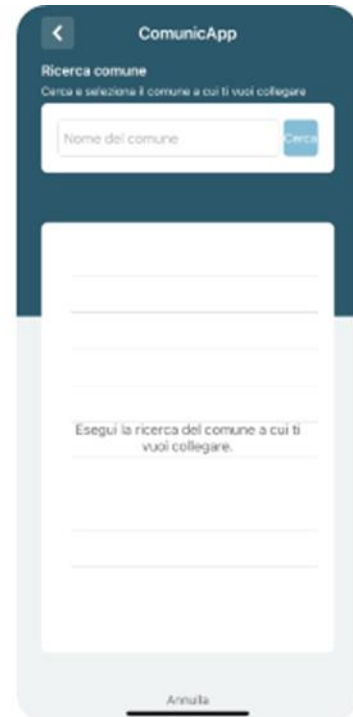 ComunicApp
Ricerca comune
Cerca e seleziona il comune a cui ti vuoi collegare
Nome del comune
Cerca
Esegui la ricerca del comune a cui ti
vuoi collegare.
Annulla